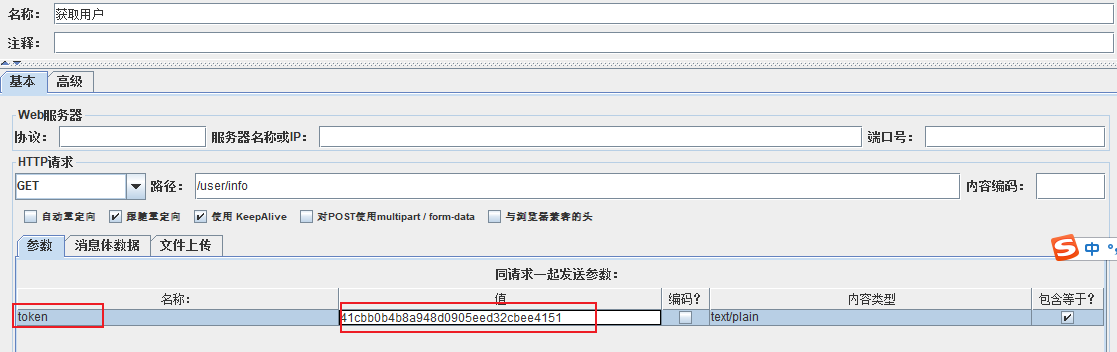 名称： 获取用户
注释：
基本 高级
Web服务器
协议： 服务器名称或IP： 端口号：
HTTP请求
GET 路径： /user/info 内容编码：
自动重定向 跟随重定向 使用 KeepAlive 对POST使用multipart / form-data 与浏览器兼容的头
参数 消息体数据 文件上传
中
同请求一起发送参数：
名称： 值 编码？ 内容类型 包含等于？
token 41cbb0b4b8a948d0905eed32cbee4151 text/plain